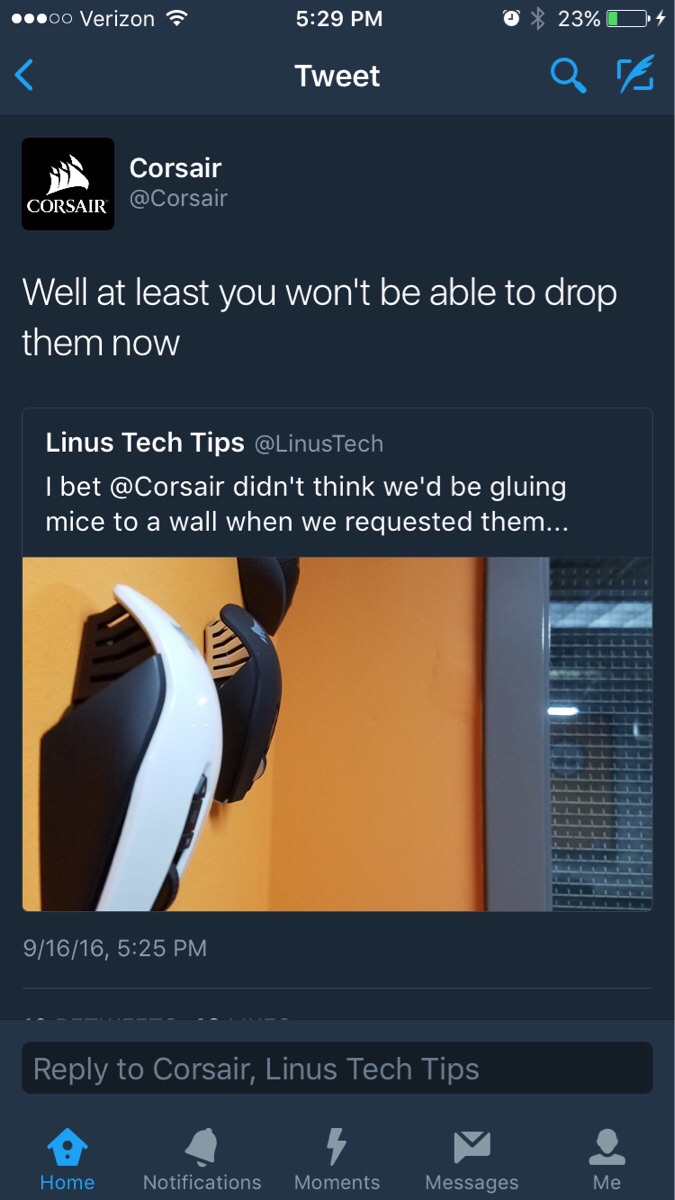 Verizon 5:29 PM 23%
Tweet
CORSAIR
Corsair
@Corsair
Well at least you won't be able to drop
them now
Linus Tech Tips @LinusTech
I bet @Corsair didn't think we'd be gluing
mice to a wall when we requested them...
9/16/16, 5:25 PM
RETWEETS LIKES
Reply to Corsair, Linus Tech Tips
Home Notifications Moments Messages Me